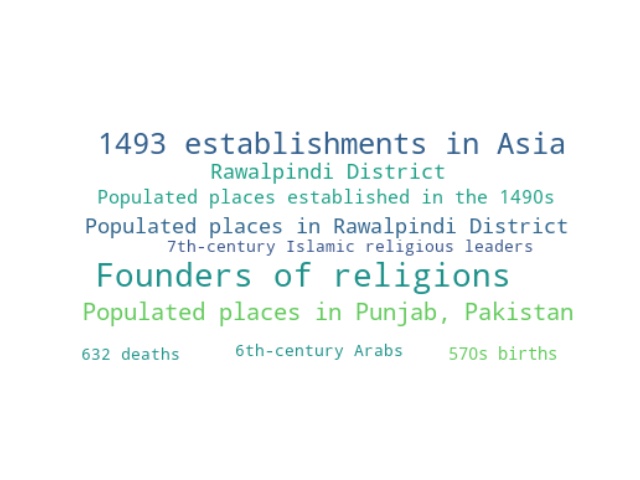 1493 establishments in Asia
Rawalpindi District
Populated places established in the 1490s
Populated places in Rawalpindi District
7th-century Islamic religious leaders
Founders of religions
Populated places in Punjab, Pakistan
632 deaths 6th-century Arabs 570s births